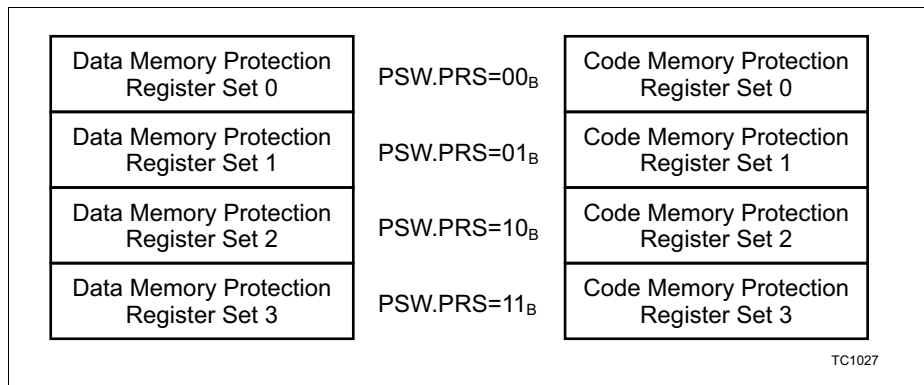 Data Memory Protection
Register Set 0
PSW.PRS=00B
Code Memory Protection
Register Set 0
Data Memory Protection
Register Set 1
PSW.PRS=01B
Code Memory Protection
Register Set 1
Data Memory Protection
Register Set 2
PSW.PRS=10B
Code Memory Protection
Register Set 2
Data Memory Protection
Register Set 3
PSW.PRS=11B
Code Memory Protection
Register Set 3
TC1027